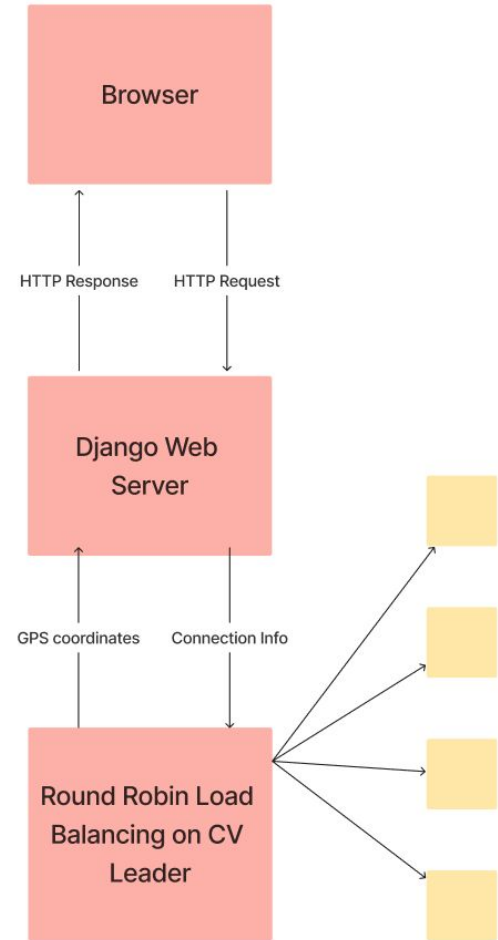 Browser
HTTP Response
HTTP Request
Django Web
Server
GPS coordinates
Connection Info
Round Robin Load
Balancing on CV
Leader